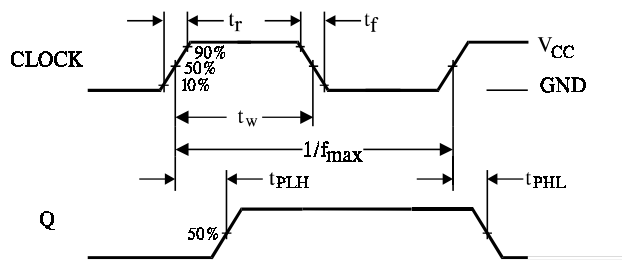 tr
tf
CLOCK
90%
50%
10%
VCC
GND
tw
1/fmax
tPLH
tPHL
Q
50%